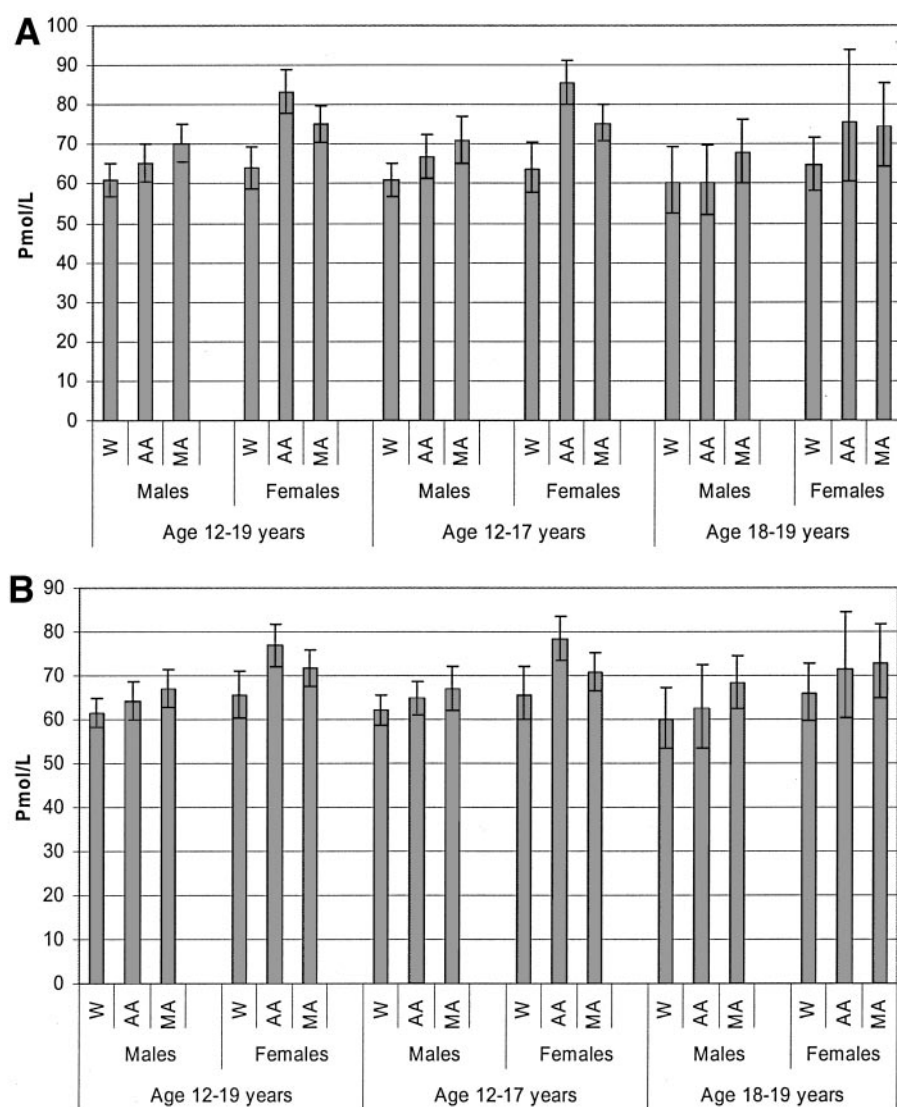 A
100
90
80
70
60
50
40
30
20
10
0
Pmol/L
W AA MA W AA MA W AA MA W AA MA W AA MA W AA MA
Males Females Males Females Males Females
Age 12-19 years Age 12-17 years Age 18-19 years
B
90
80
70
60
50
40
30
20
10
0
Pmol/L
W AA MA W AA MA W AA MA W AA MA W AA MA W AA MA
Males Females Males Females Males Females
Age 12-19 years Age 12-17 years Age 18-19 years